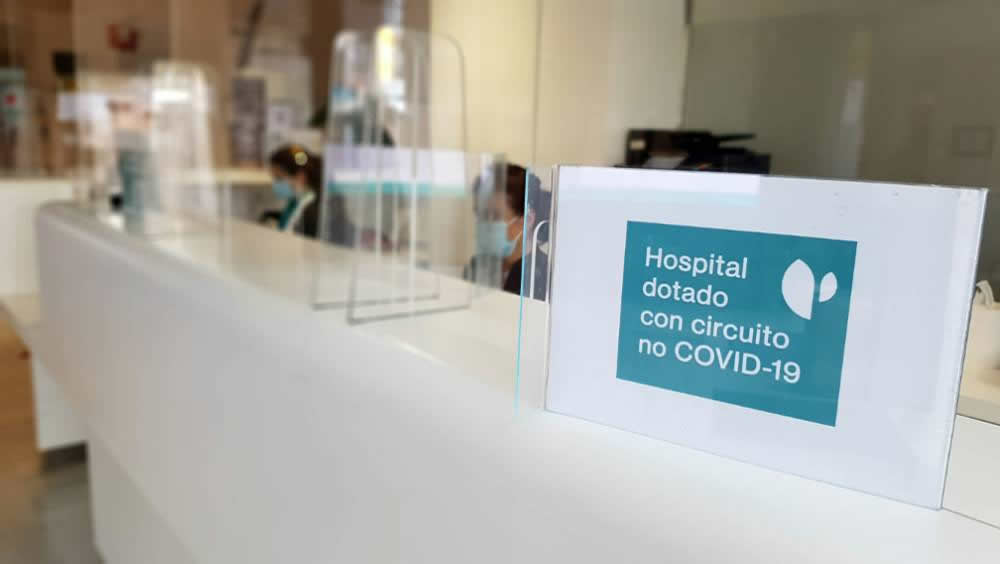 Hospital
dotado
con circuito
no COVID-19